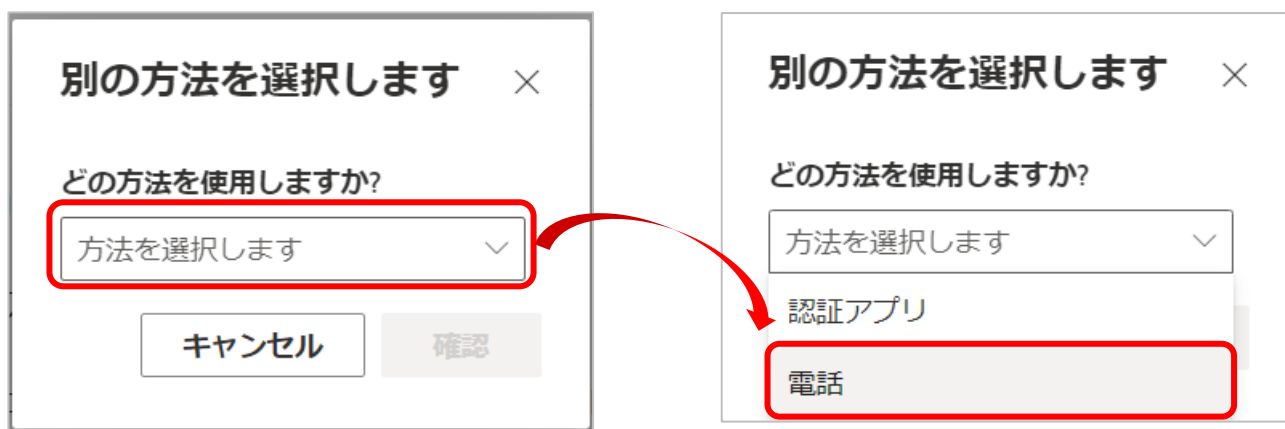 別の方法を選択します
どの方法を使用しますか?
方法を選択します
キャンセル
確認
別の方法を選択します
どの方法を使用しますか?
方法を選択します
認証アプリ
電話